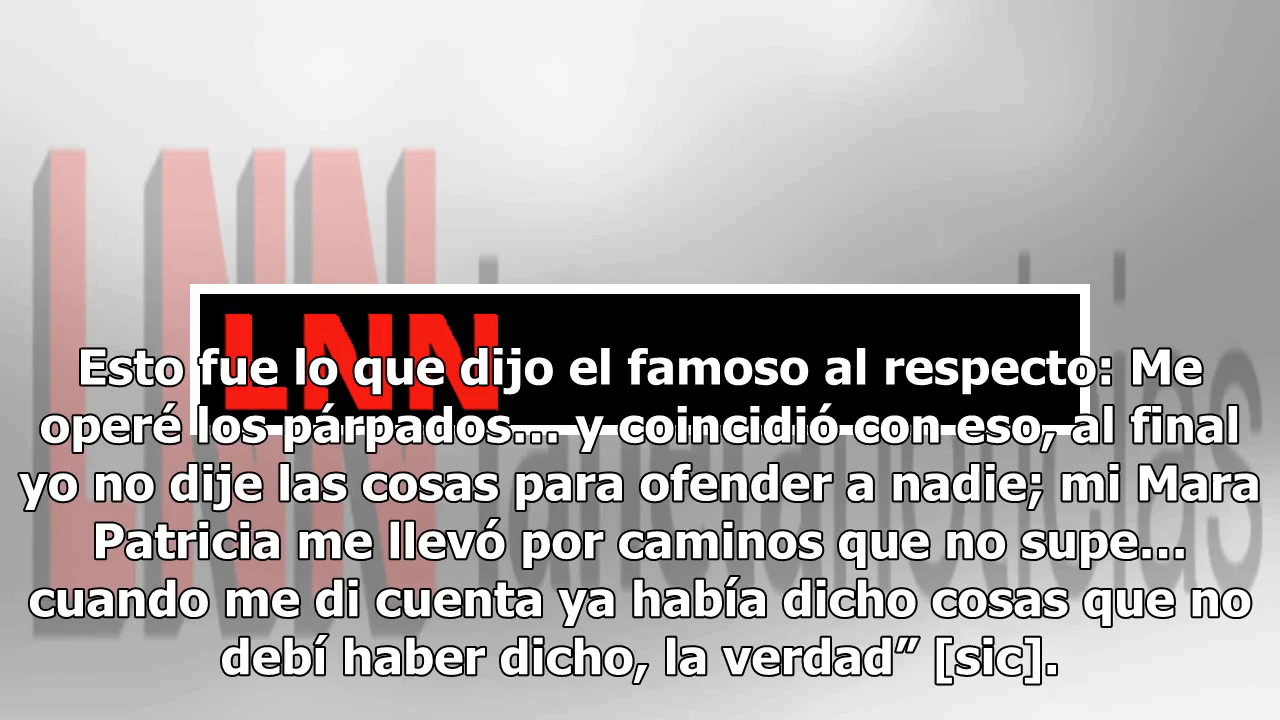 LNN
LNN
lanetanoticias
Esto fue lo que dijo el famoso al respecto: Me
operé los párpados... y coincidió con eso, al final
yo no dije las cosas para ofender a nadie; mi Mara
Patricia me llevó por caminos que no supe...
cuando me di cuenta ya había dicho cosas que no
debí haber dicho, la verdad” [sic].